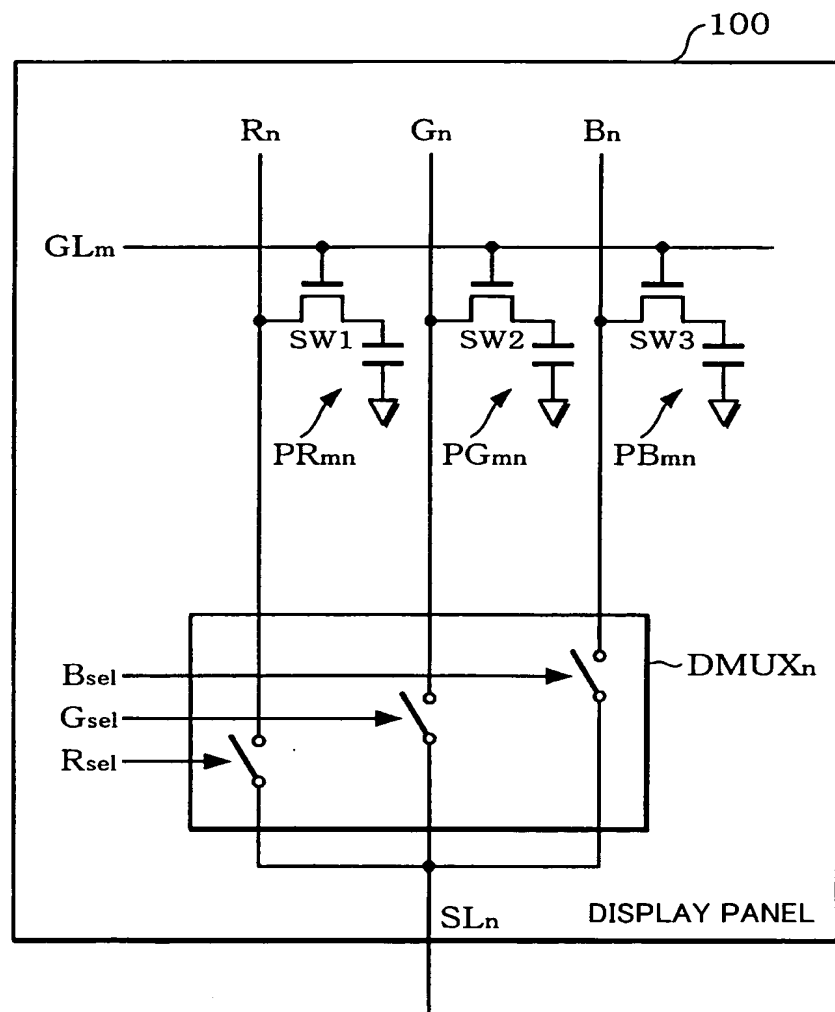 100
Rn Gn Bn
GLm
SW1 SW2 SW3
PRmn PGmn PBmn
Bsel
DMUXn
Gsel
Rsel
SLn
DISPLAY PANEL